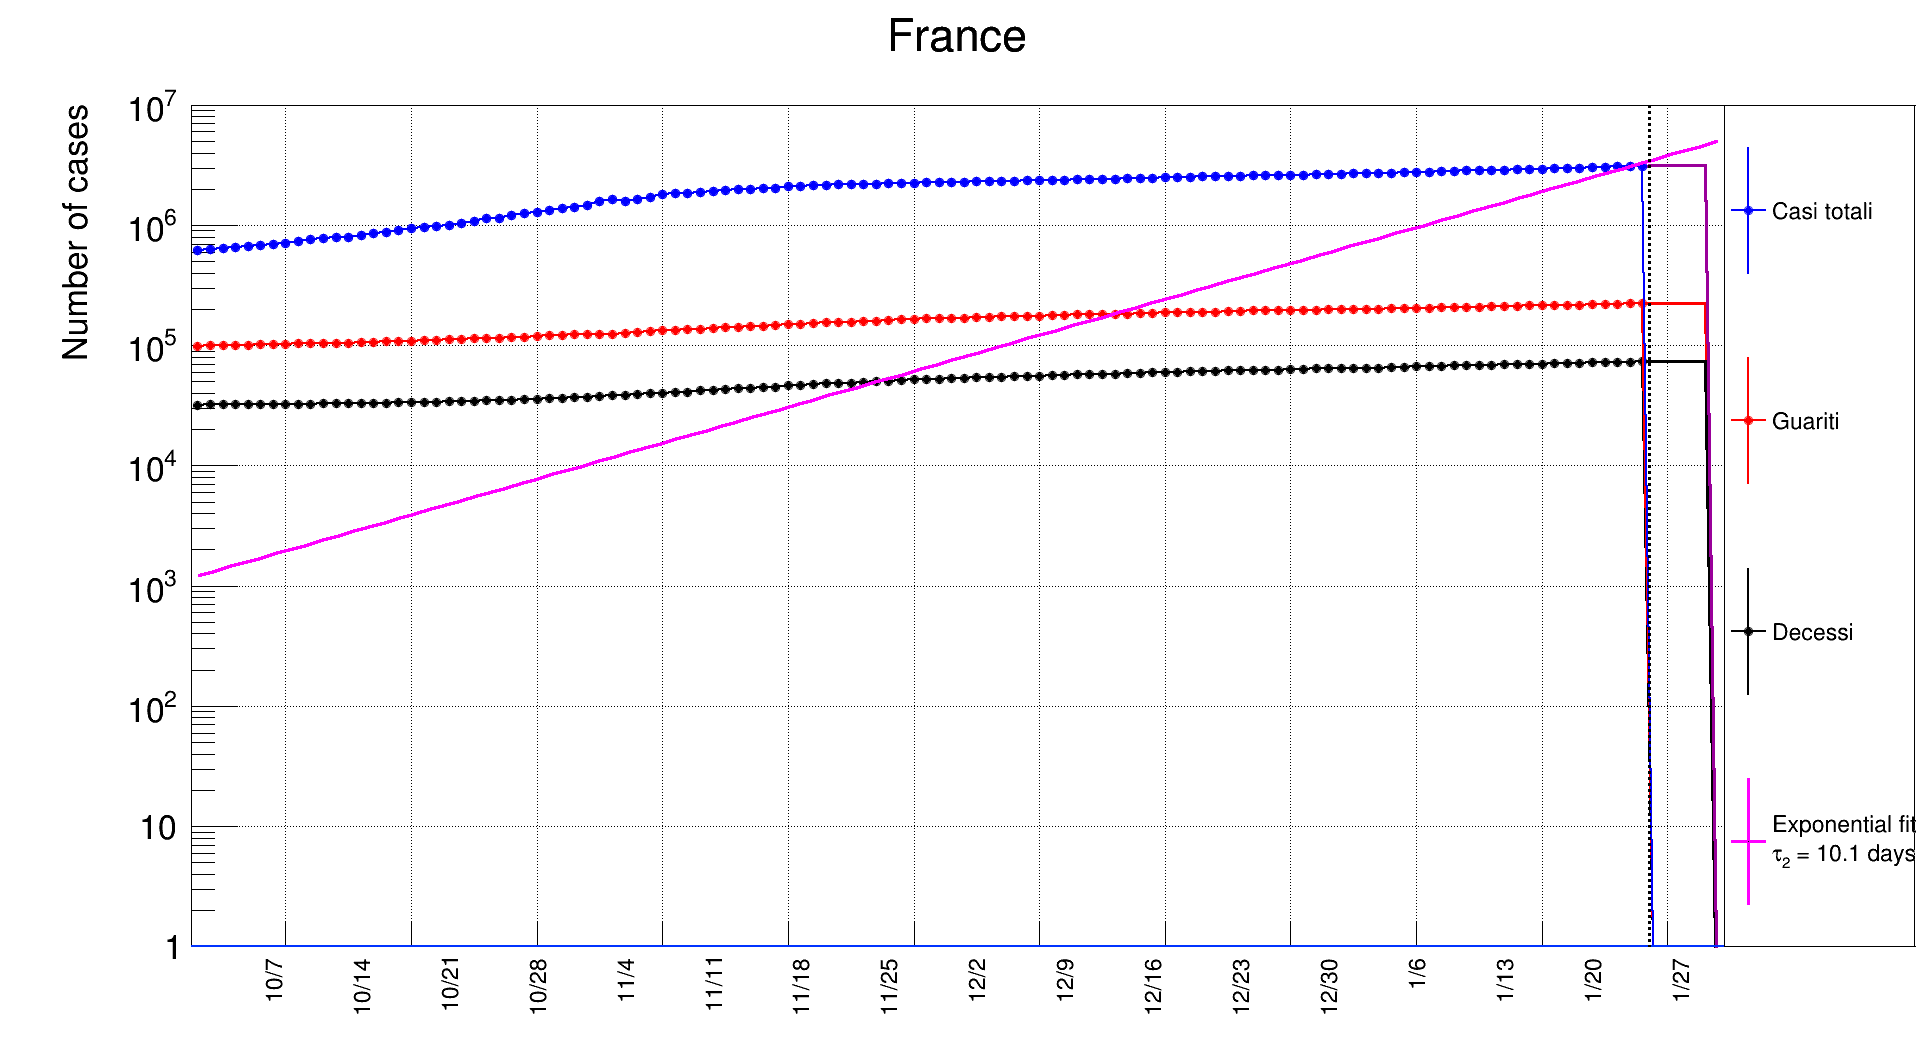 France
Number of cases
10^7
10^6
10^5
10^4
10^3
10^2
10
1
10/7 10/14 10/21 10/28 11/4 11/11 11/18 11/25 12/2 12/9 12/16 12/23 12/30 1/6 1/13 1/20 1/27
Casi totali
Guariti
Decessi
Exponential fit
τ₂ = 10.1 days